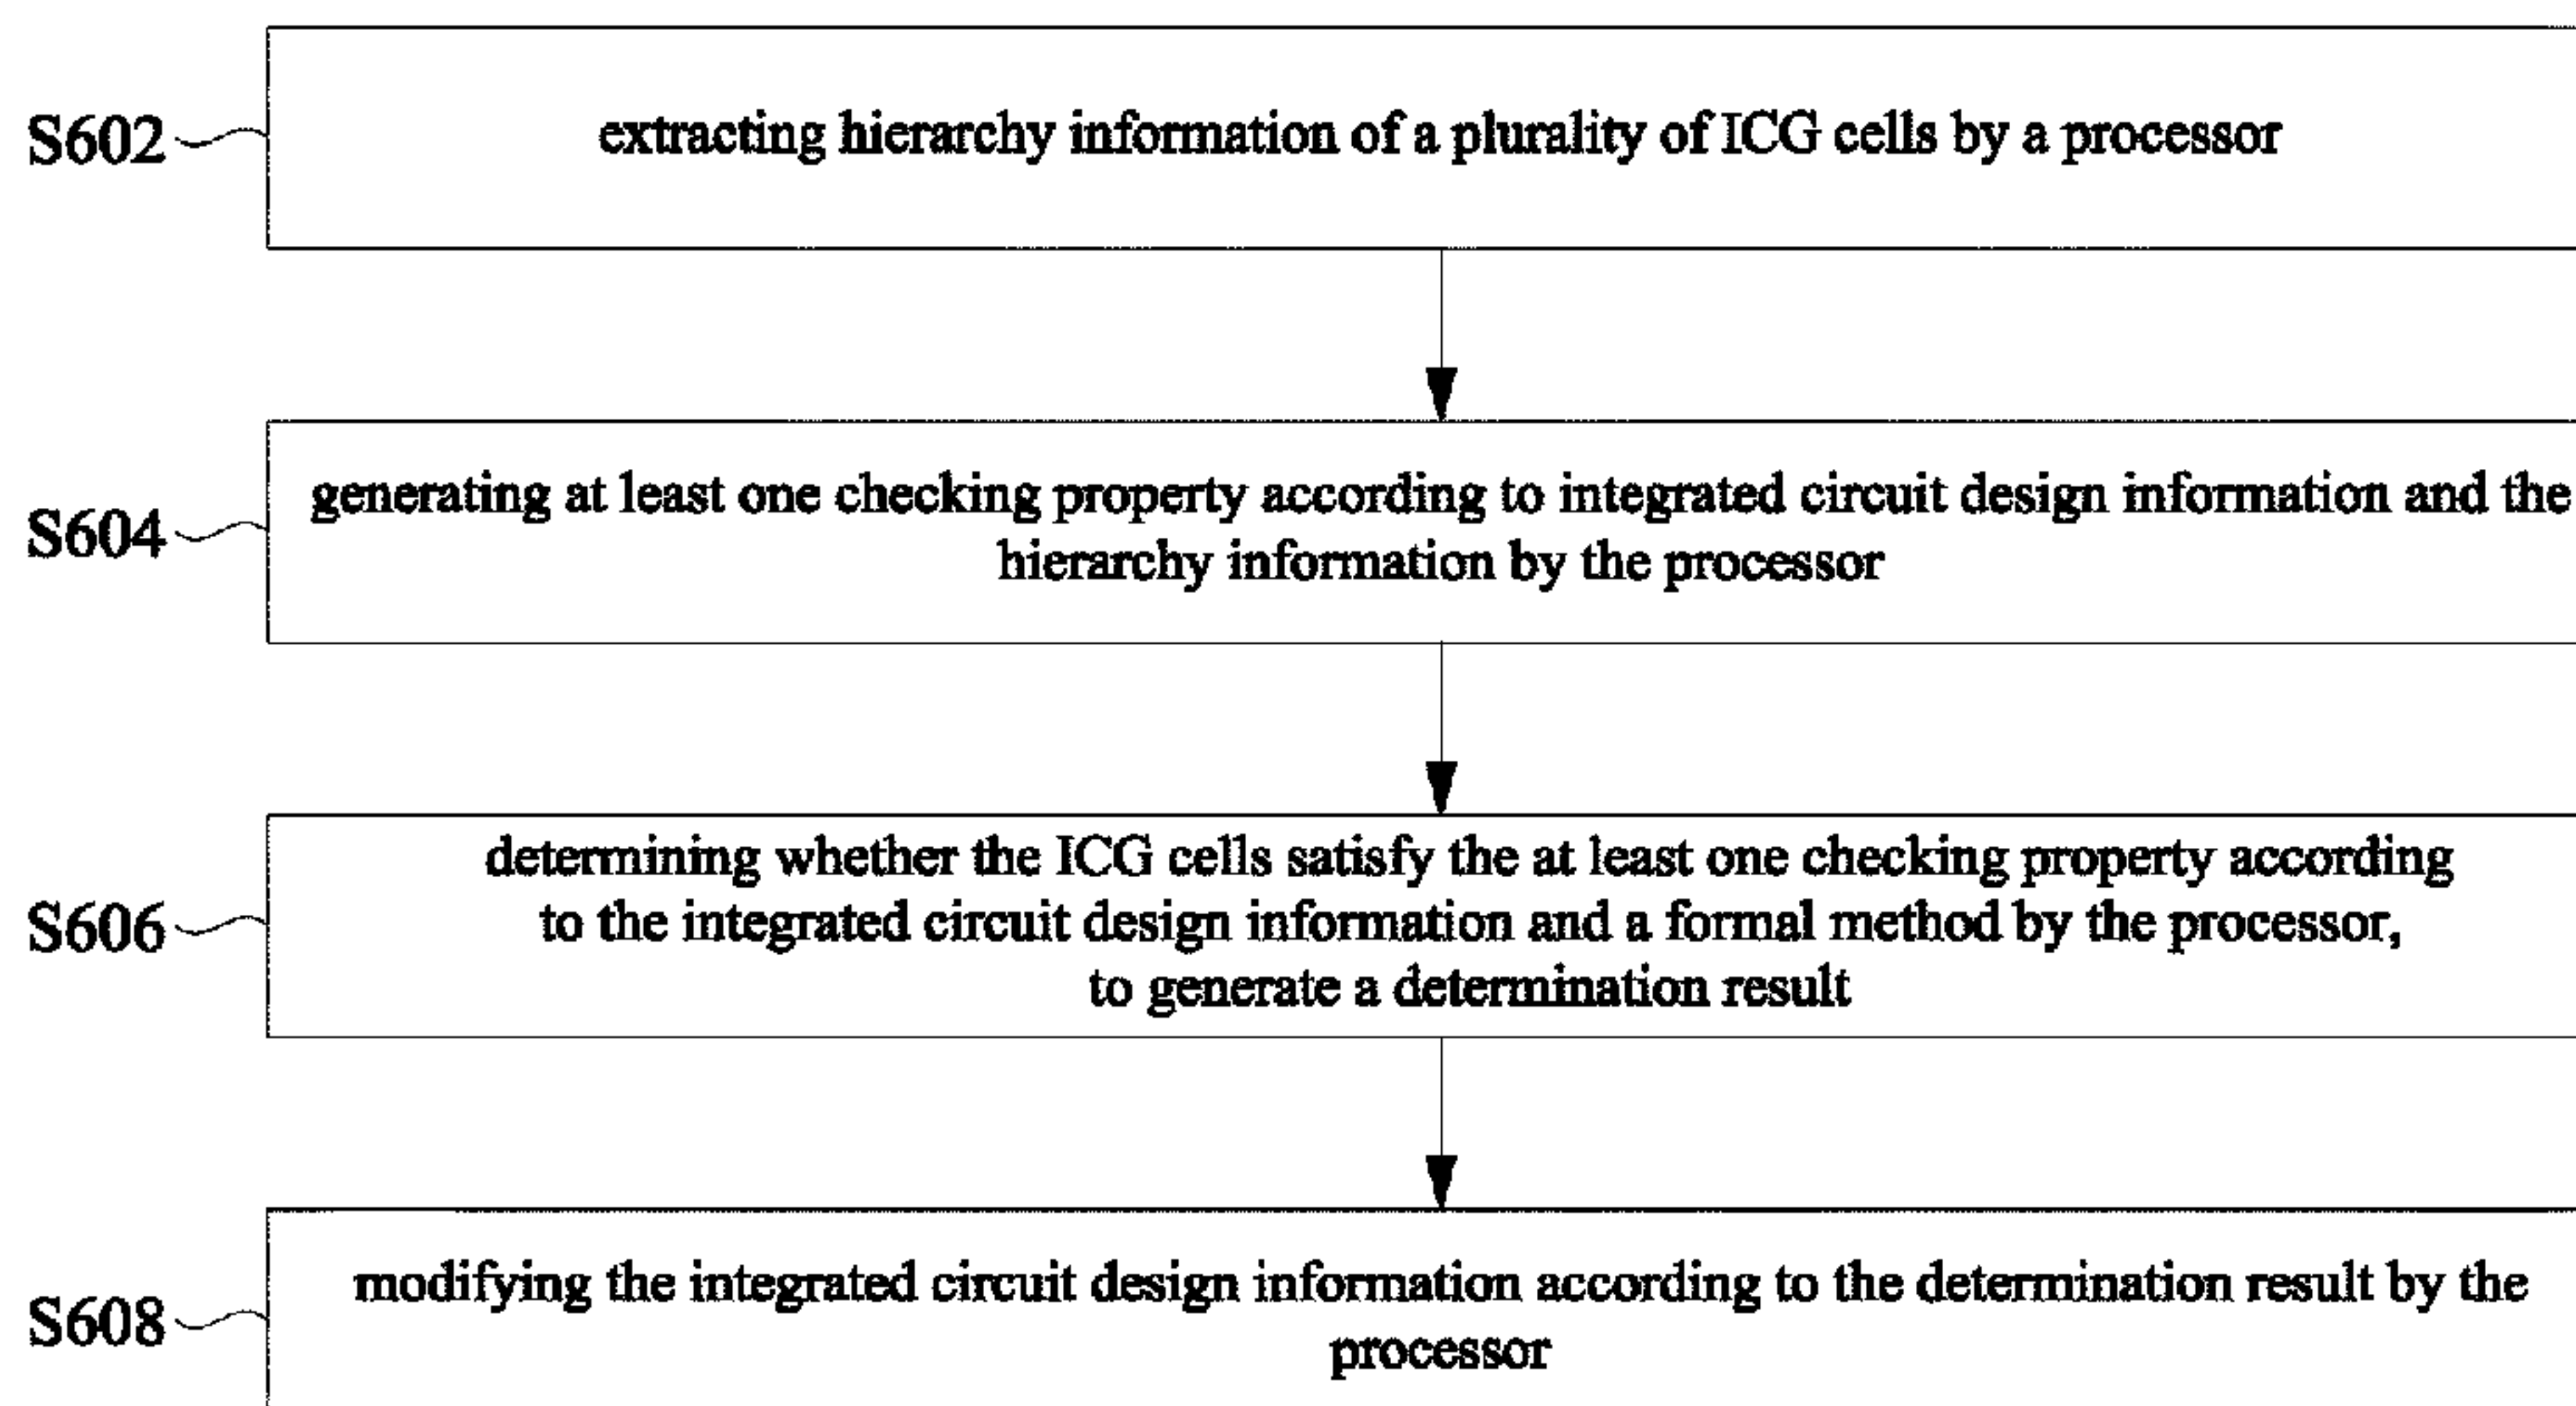 S602
extracting hierarchy information of a plurality of ICG cells by a processor
S604
generating at least one checking property according to integrated circuit design information and the
hierarchy information by the processor
S606
determining whether the ICG cells satisfy the at least one checking property according
to the integrated circuit design information and a formal method by the processor,
to generate a determination result
S608
modifying the integrated circuit design information according to the determination result by the
processor